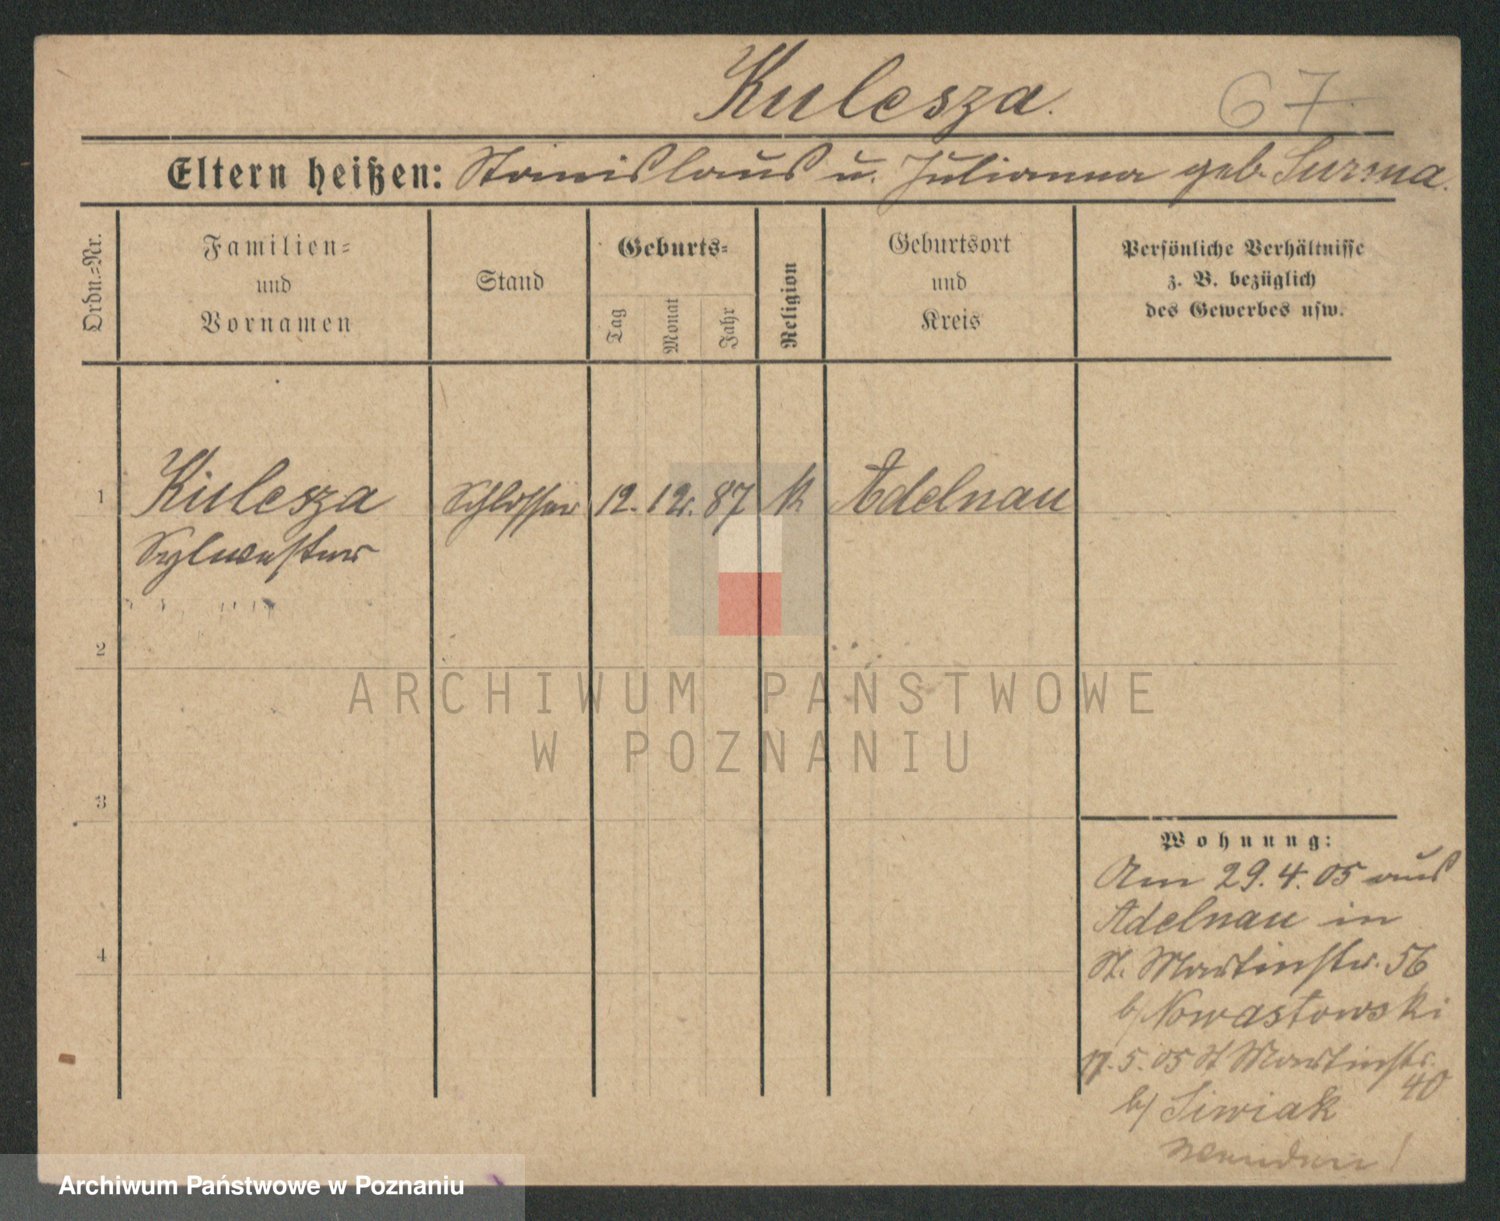 Kulesza.
67
Eltern heißen: Stanislaus u. Julianna geb. Surma.
Ordn.=Nr.
Familien=
und
Vornamen
Stand
Geburts=
Tag
Monat
Jahr
Religion
Geburtsort
und
Kreis
Persönliche Verhältnisse
z. B. bezüglich
des Gewerbes usw.
1
Kulesza Schlosser 12. 12. 87 k Adelnau
Sylwester
2
3
4
ARCHIWUM PAŃSTWOWE
W POZNANIU
Wohnung:
Am 29.4.05 aus
Adelnau in
St. Martinstr. 56
b/ Nowastowski
17.5.05 St Martinstr.
40
b/ Siwiak
wenden!
Archiwum Państwowe w Poznaniu